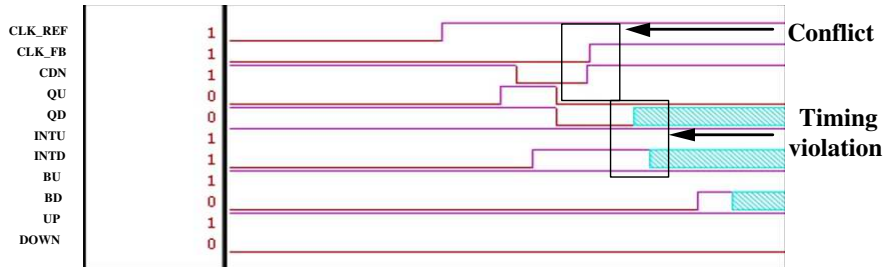 CLK_REF 1
CLK_FB 1
CDN 1
QU 0
QD 0
INTU 1
INTD 1
BU 1
BD 0
UP 1
DOWN 0
Conflict
Timing
violation